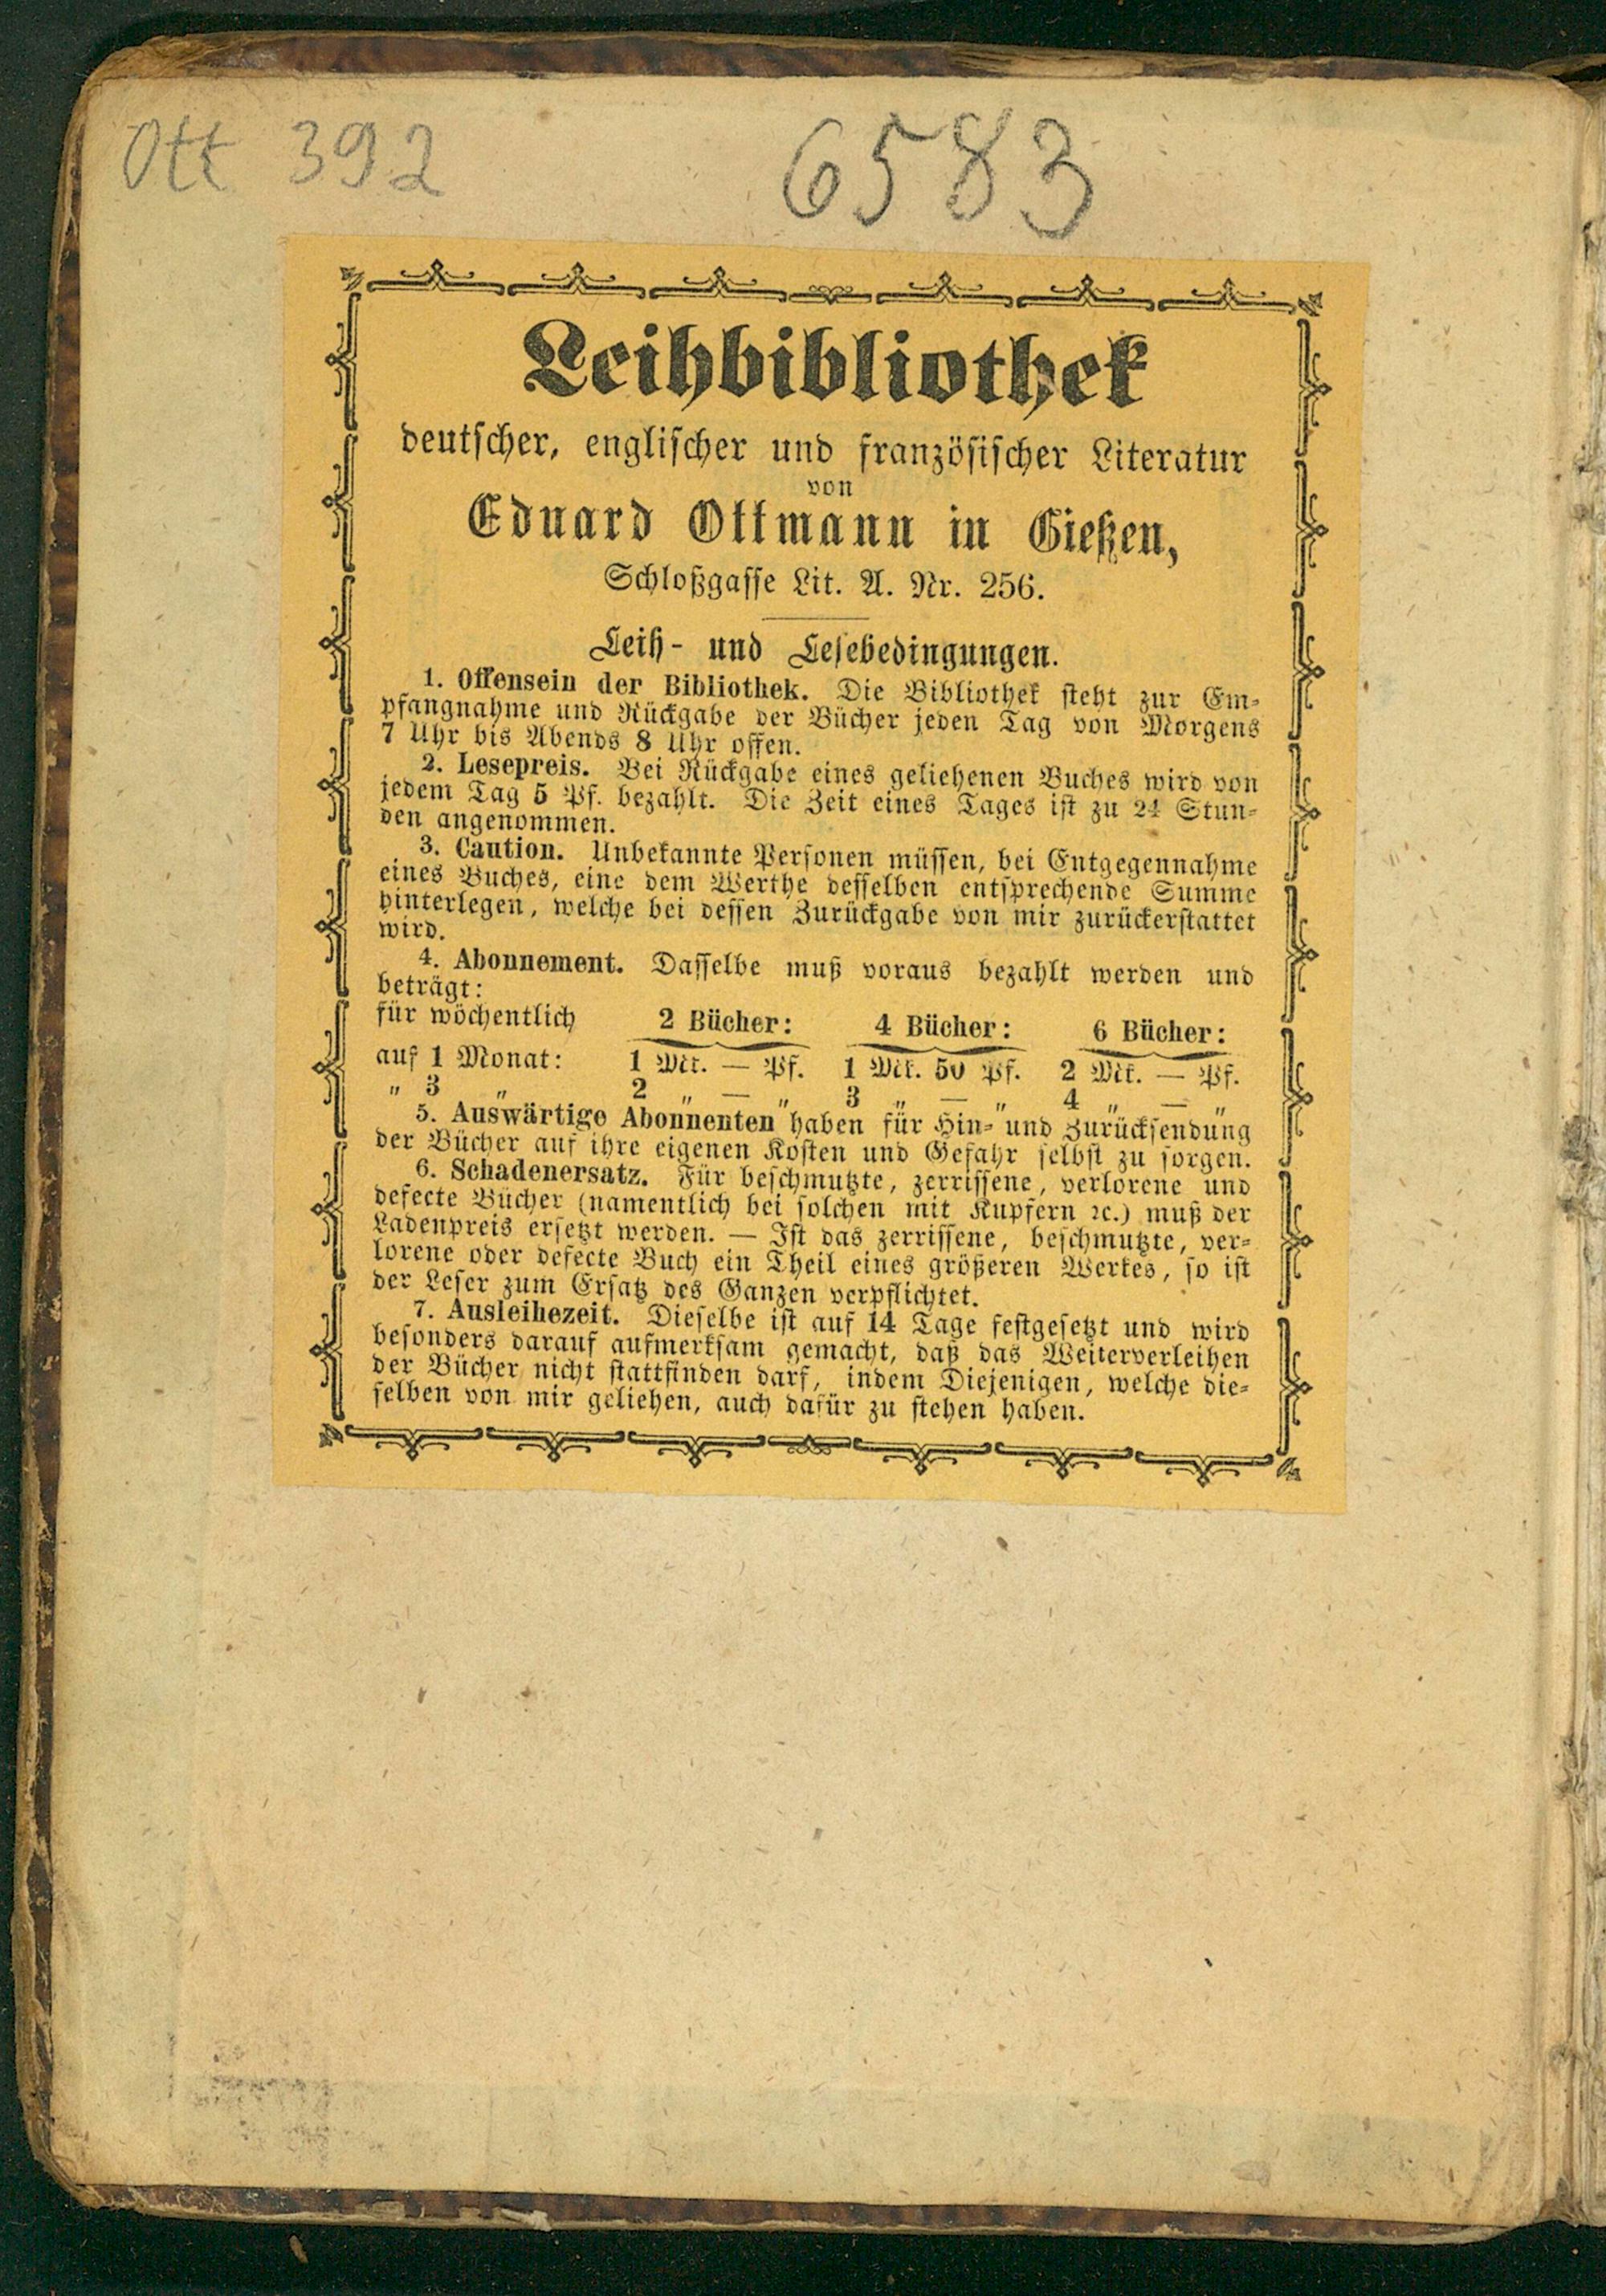 Ott 392
6583
Leihbibliothek
deutscher, englischer und französischer Literatur
von
Eduard Ottmann in Gießen,
Schloßgasse Lit. A. Nr. 256.
Leih- und Lesebedingungen.
1. Offensein der Bibliothek. Die Bibliothek steht zur Em-
pfangnahme und Rückgabe der Bücher jeden Tag von Morgens
7 Uhr bis Abends 8 Uhr offen.
2. Lesepreis. Bei Rückgabe eines geliehenen Buches wird von
jedem Tag 5 Pf. bezahlt. Die Zeit eines Tages ist zu 24 Stun-
den angenommen.
3. Caution. Unbekannte Personen müssen, bei Entgegennahme
eines Buches, eine dem Werthe desselben entsprechende Summe
hinterlegen, welche bei dessen Zurückgabe von mir zurückerstattet
wird.
4. Abonnement. Dasselbe muß voraus bezahlt werden und
beträgt:
für wöchentlich 2 Bücher: 4 Bücher: 6 Bücher:
auf 1 Monat: 1 Mk. — Pf. 1 Mk. 50 Pf. 2 Mk. — Pf.
" 3 " 2 " — " 3 " — " 4 " — "
5. Auswärtige Abonnenten haben für Hin- und Zurücksendung
der Bücher auf ihre eigenen Kosten und Gefahr selbst zu sorgen.
6. Schadenersatz. Für beschmutzte, zerrissene, verlorene und
defecte Bücher (namentlich bei solchen mit Kupfern ꝛc.) muß der
Ladenpreis ersetzt werden. — Ist das zerrissene, beschmutzte, ver-
lorene oder defecte Buch ein Theil eines größeren Werkes, so ist
der Leser zum Ersatz des Ganzen verpflichtet.
7. Ausleihezeit. Dieselbe ist auf 14 Tage festgesetzt und wird
besonders darauf aufmerksam gemacht, daß das Weiterverleihen
der Bücher nicht stattfinden darf, indem Diejenigen, welche die-
selben von mir geliehen, auch dafür zu stehen haben.